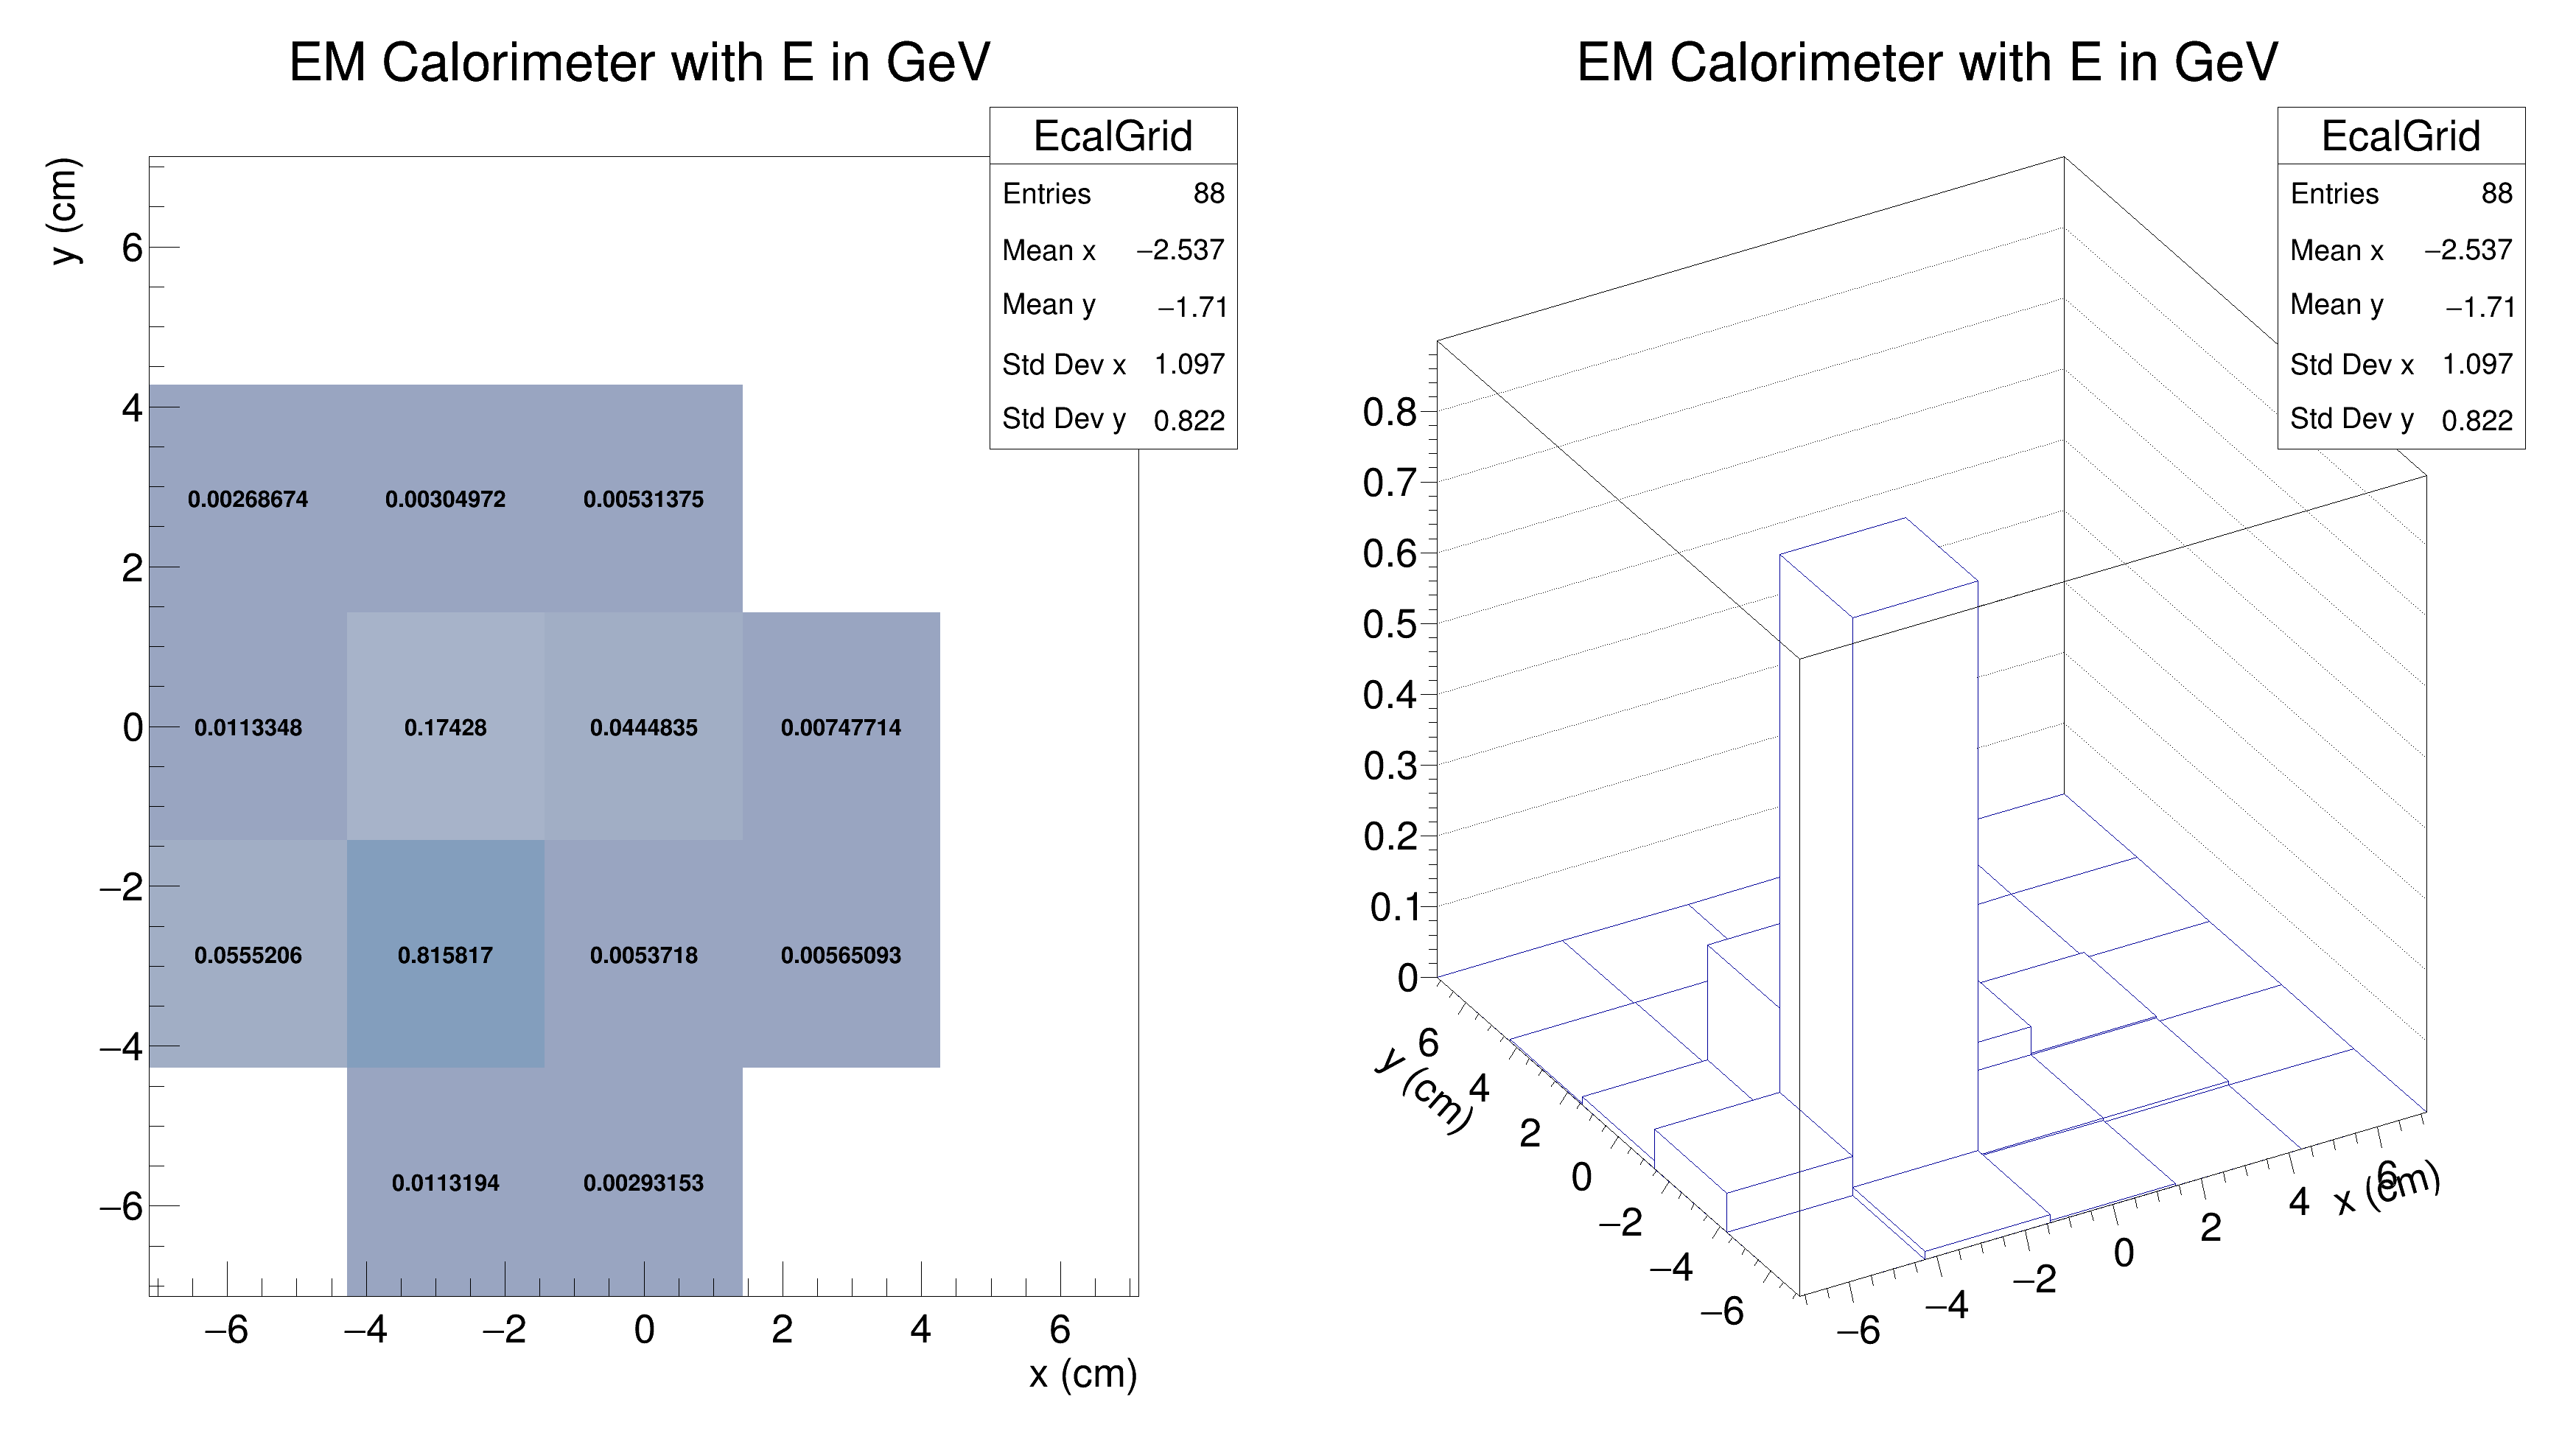 EM Calorimeter with E in GeV
EcalGrid
Entries 88
Mean x −2.537
Mean y −1.71
Std Dev x 1.097
Std Dev y 0.822
y (cm)
6
4
2
0
−2
−4
−6
0.00268674 0.00304972 0.00531375
0.0113348 0.17428 0.0444835 0.00747714
0.0555206 0.815817 0.0053718 0.00565093
0.0113194 0.00293153
−6 −4 −2 0 2 4 6
x (cm)
EM Calorimeter with E in GeV
EcalGrid
Entries 88
Mean x −2.537
Mean y −1.71
Std Dev x 1.097
Std Dev y 0.822
0.8
0.7
0.6
0.5
0.4
0.3
0.2
0.1
0
y (cm)
6
4
2
0
−2
−4
−6
−6 −4 −2 0 2 4 6
x (cm)